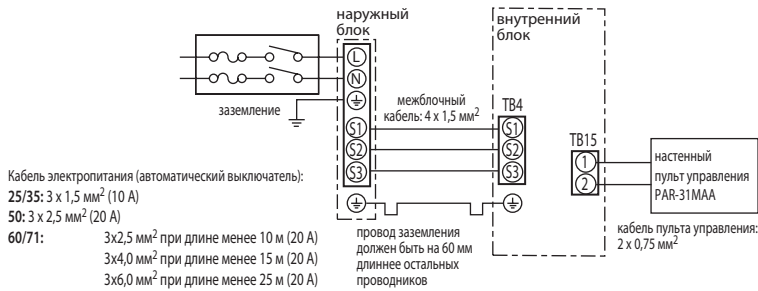 наружный
блок
внутренний
блок
L
N
заземление
межблочный
кабель: 4 x 1,5 мм²
TB4
S1
S2
S3
S1
S2
S3
TB15
1
2
настенный
пульт управления
PAR-31MAA
кабель пульта управления:
2 x 0,75 мм²
провод заземления
должен быть на 60 мм
длиннее остальных
проводников
Кабель электропитания (автоматический выключатель):
25/35: 3 x 1,5 мм² (10 А)
50: 3 x 2,5 мм² (20 А)
60/71: 3x2,5 мм² при длине менее 10 м (20 А)
3x4,0 мм² при длине менее 15 м (20 А)
3x6,0 мм² при длине менее 25 м (20 А)